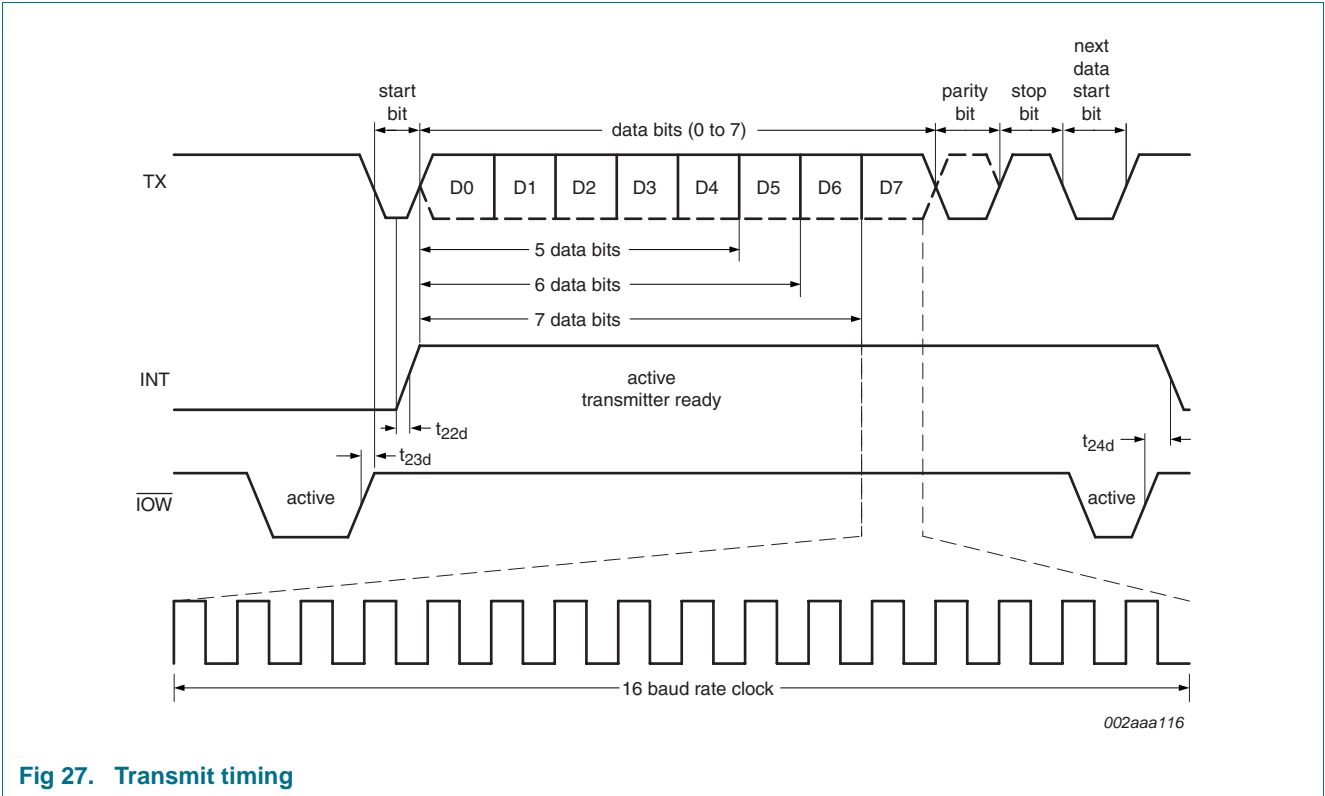 next
data
start
bit
start
bit
parity
bit
stop
bit
data bits (0 to 7)
TX
D0 D1 D2 D3 D4 D5 D6 D7
5 data bits
6 data bits
7 data bits
INT
active
transmitter ready
t22d
t23d
t24d
IOW
active
active
16 baud rate clock
002aaa116
Fig 27. Transmit timing